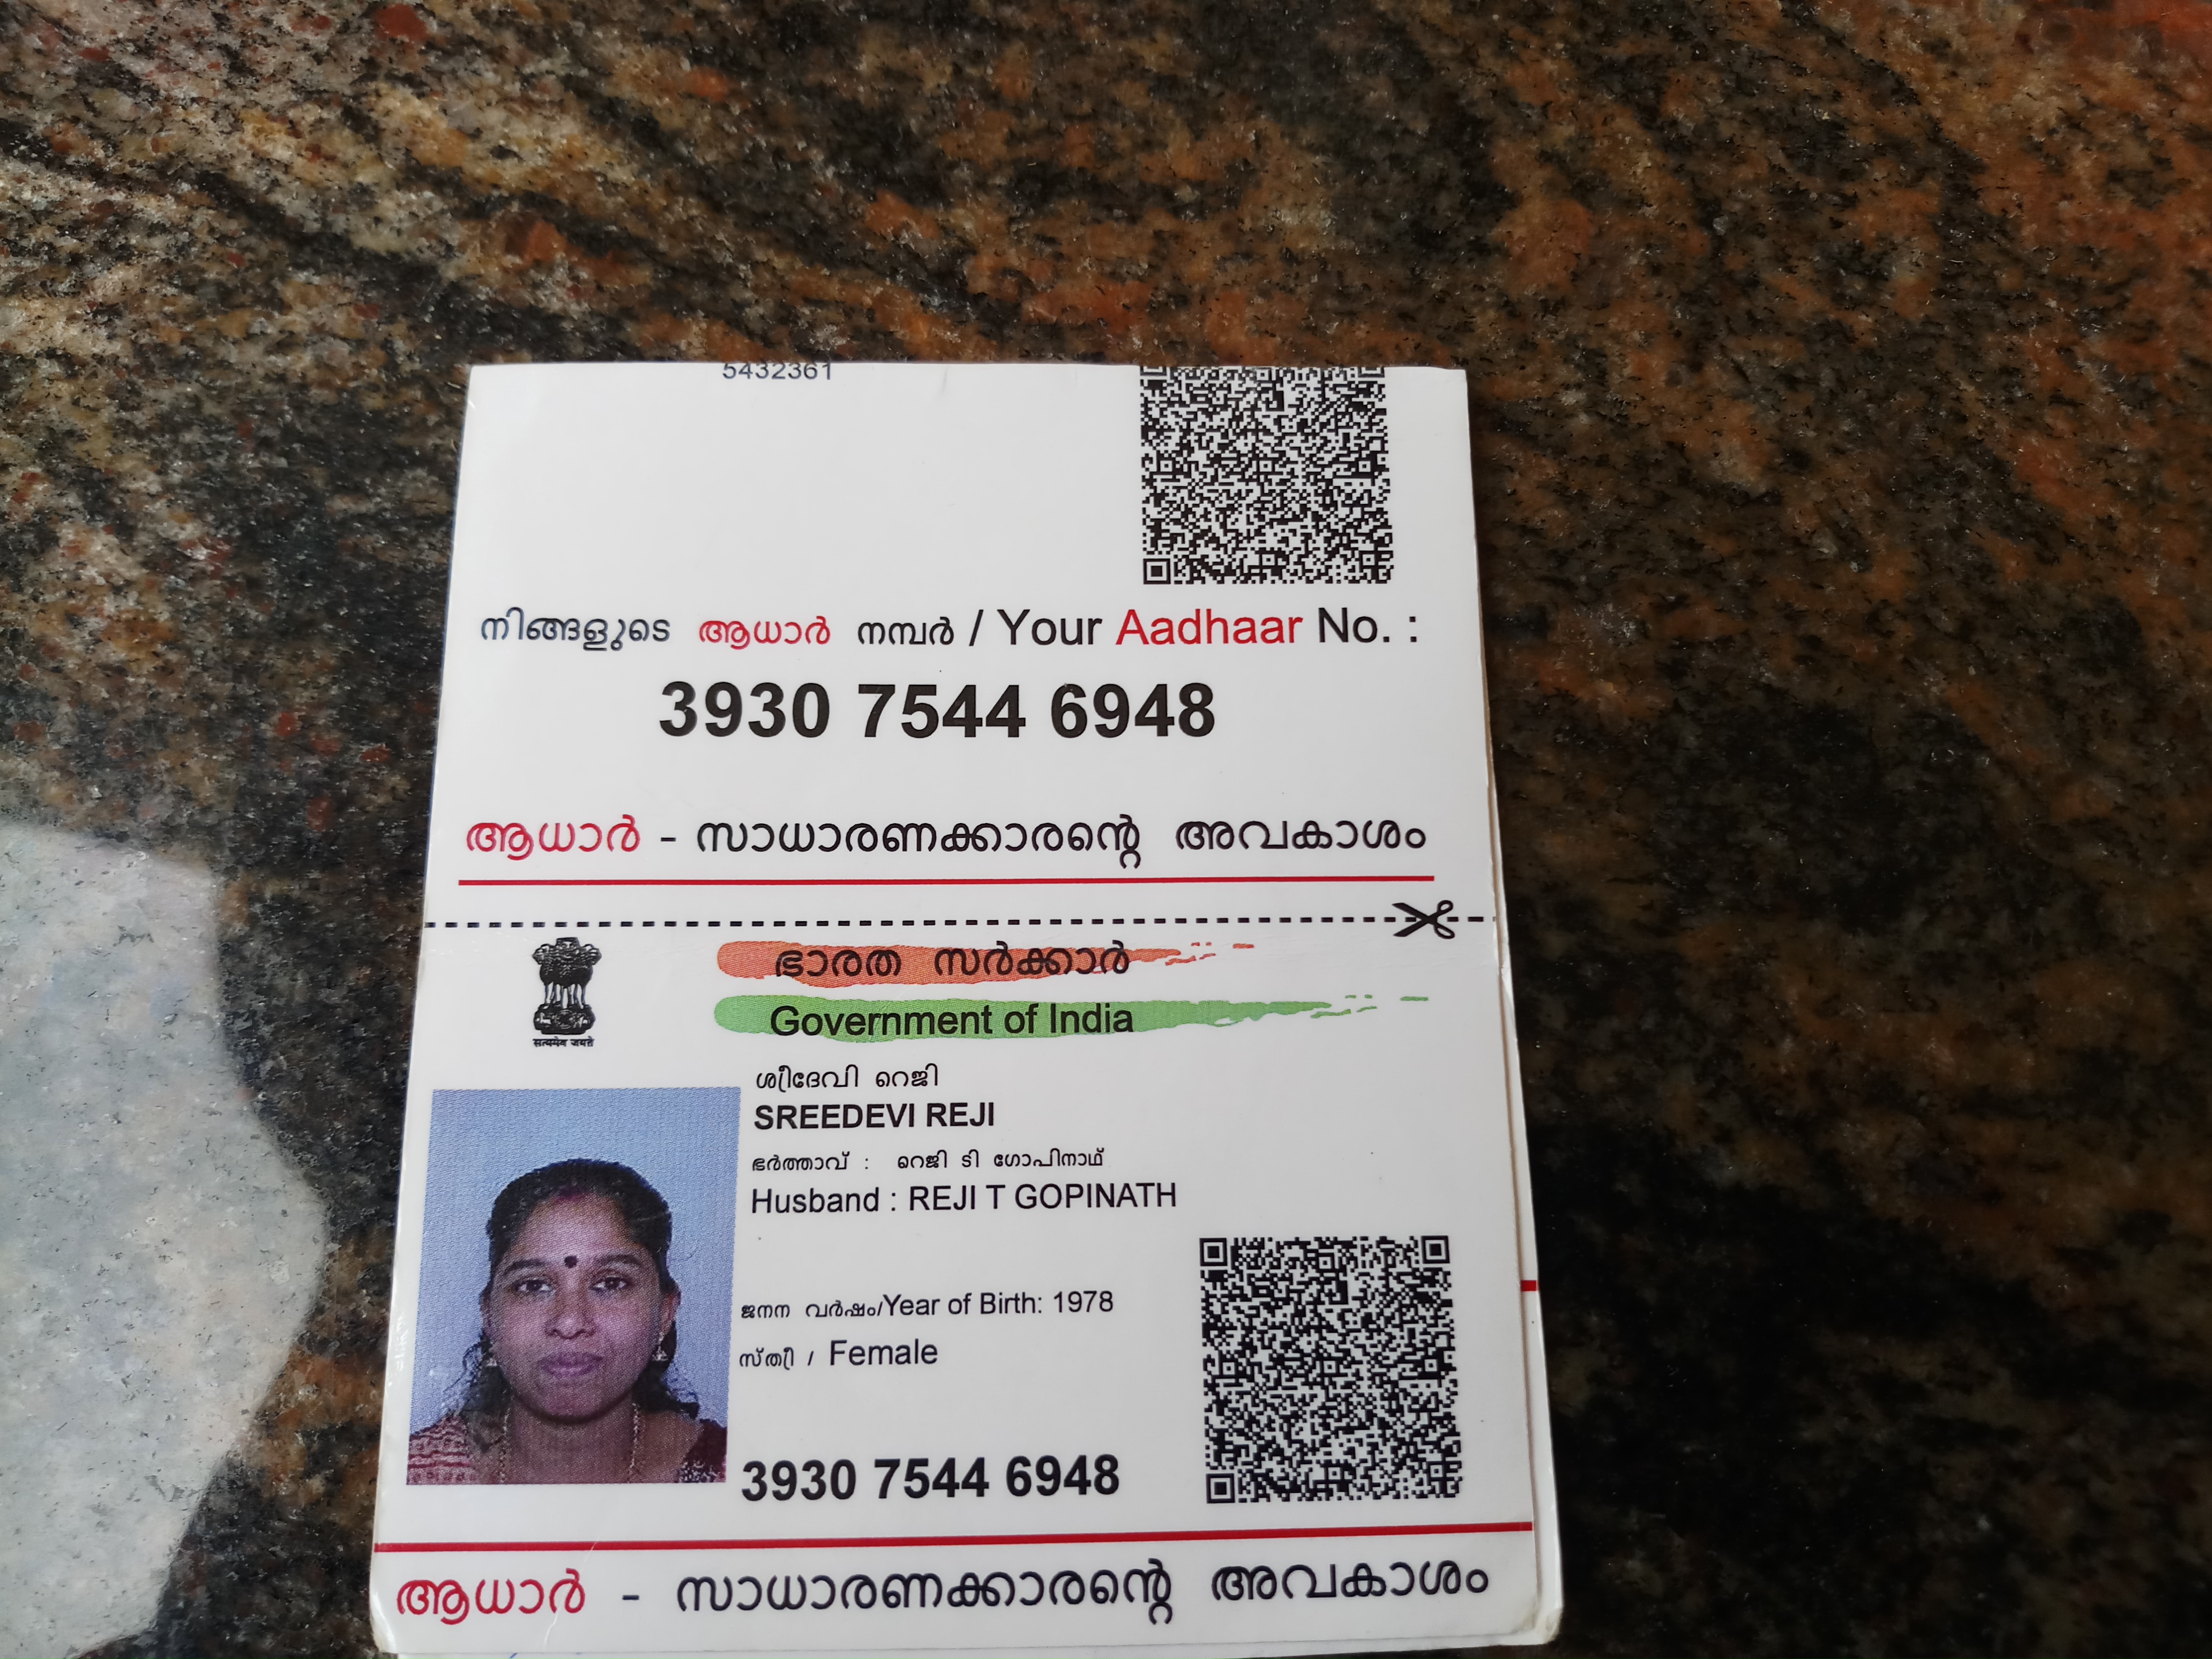 5432361
നിങ്ങളുടെ ആധാർ നമ്പർ / Your Aadhaar No. :
3930 7544 6948
ആധാർ - സാധാരണക്കാരന്റെ അവകാശം
सत्यमेव जयते
ഭാരത സർക്കാർ
Government of India
ശ്രീദേവി റെജി
SREEDEVI REJI
ഭർത്താവ് : റെജി ടി ഗോപിനാഥ്
Husband : REJI T GOPINATH
ജനന വർഷം/Year of Birth: 1978
സ്ത്രീ / Female
3930 7544 6948
ആധാർ - സാധാരണക്കാരന്റെ അവകാശം